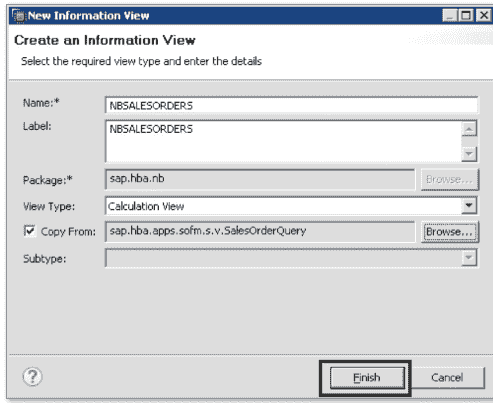 New Information View
Create an Information View
Select the required view type and enter the details
Name:* NBSALESORDERS
Label: NBSALESORDERS
Package:* sap.hba.nb Browse...
View Type: Calculation View
Copy From: sap.hba.apps.sofm.s.v.SalesOrderQuery Browse...
Subtype:
? Finish Cancel